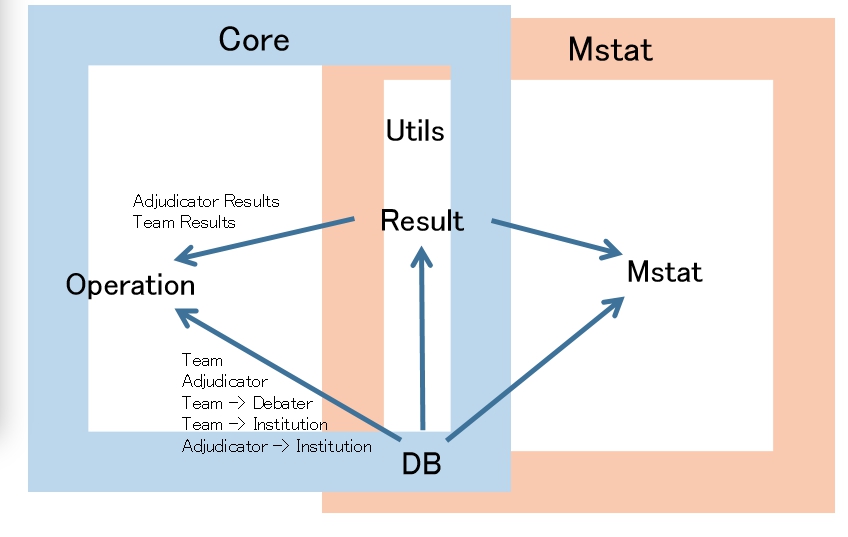 Core
Mstat
Utils
Adjudicator Results
Team Results
Result
Operation
Mstat
Team
Adjudicator
Team -> Debater
Team -> Institution
Adjudicator -> Institution
DB